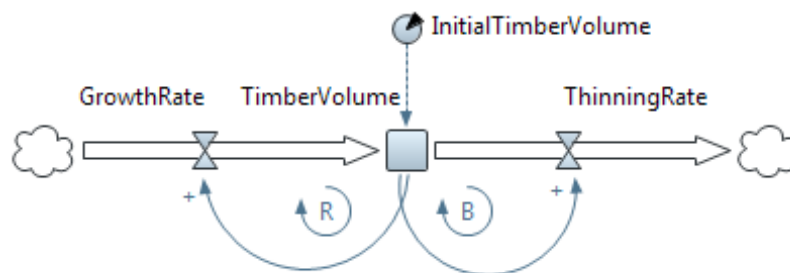 InitialTimberVolume
GrowthRate TimberVolume ThinningRate
+ R B +